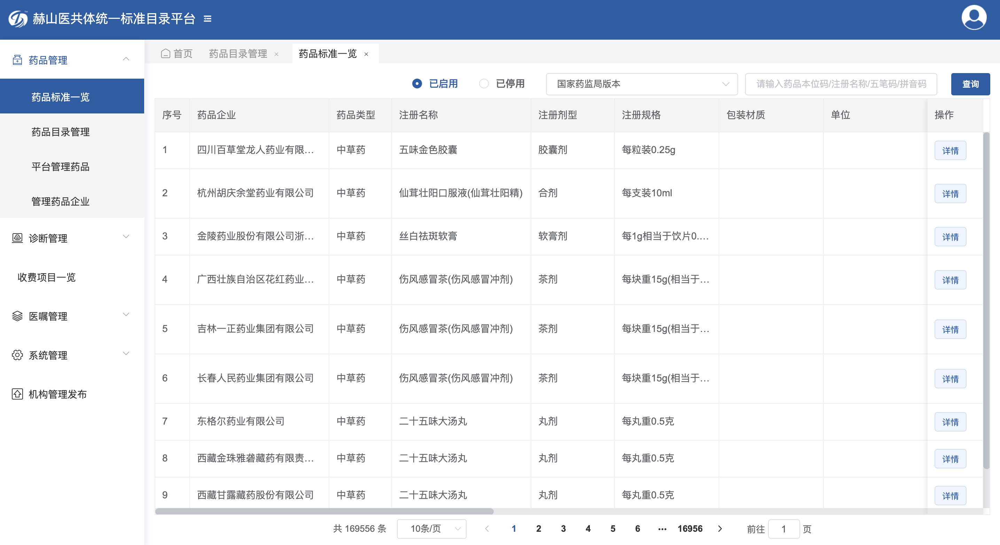 赫山医共体统一标准目录平台
药品管理
药品标准一览
药品目录管理
平台管理药品
管理药品企业
诊断管理
收费项目一览
医嘱管理
系统管理
机构管理发布
首页 药品目录管理 × 药品标准一览 ×
已启用 已停用 国家药监局版本 请输入药品本位码/注册名称/五笔码/拼音码 查询
序号 药品企业 药品类型 注册名称 注册剂型 注册规格 包装材质 单位 操作
1 四川百草堂龙人药业有限… 中草药 五味金色胶囊 胶囊剂 每粒装0.25g 详情
2 杭州胡庆余堂药业有限公司 中草药 仙茸壮阳口服液(仙茸壮阳精) 合剂 每支装10ml 详情
3 金陵药业股份有限公司浙… 中草药 丝白祛斑软膏 软膏剂 每1g相当于饮片0.… 详情
4 广西壮族自治区花红药业… 中草药 伤风感冒茶(伤风感冒冲剂) 茶剂 每块重15g(相当于… 详情
5 吉林一正药业集团有限公司 中草药 伤风感冒茶(伤风感冒冲剂) 茶剂 每块重15g(相当于… 详情
6 长春人民药业集团有限公司 中草药 伤风感冒茶(伤风感冒冲剂) 茶剂 每块重15g(相当于… 详情
7 东格尔药业有限公司 中草药 二十五味大汤丸 丸剂 每丸重0.5克 详情
8 西藏金珠雅砻藏药有限责… 中草药 二十五味大汤丸 丸剂 每丸重0.5克 详情
9 西藏甘露藏药股份有限公司 中草药 二十五味大汤丸 丸剂 每丸重0.5克 详情
共 169556 条 10条/页 1 2 3 4 5 6 … 16956 前往 1 页